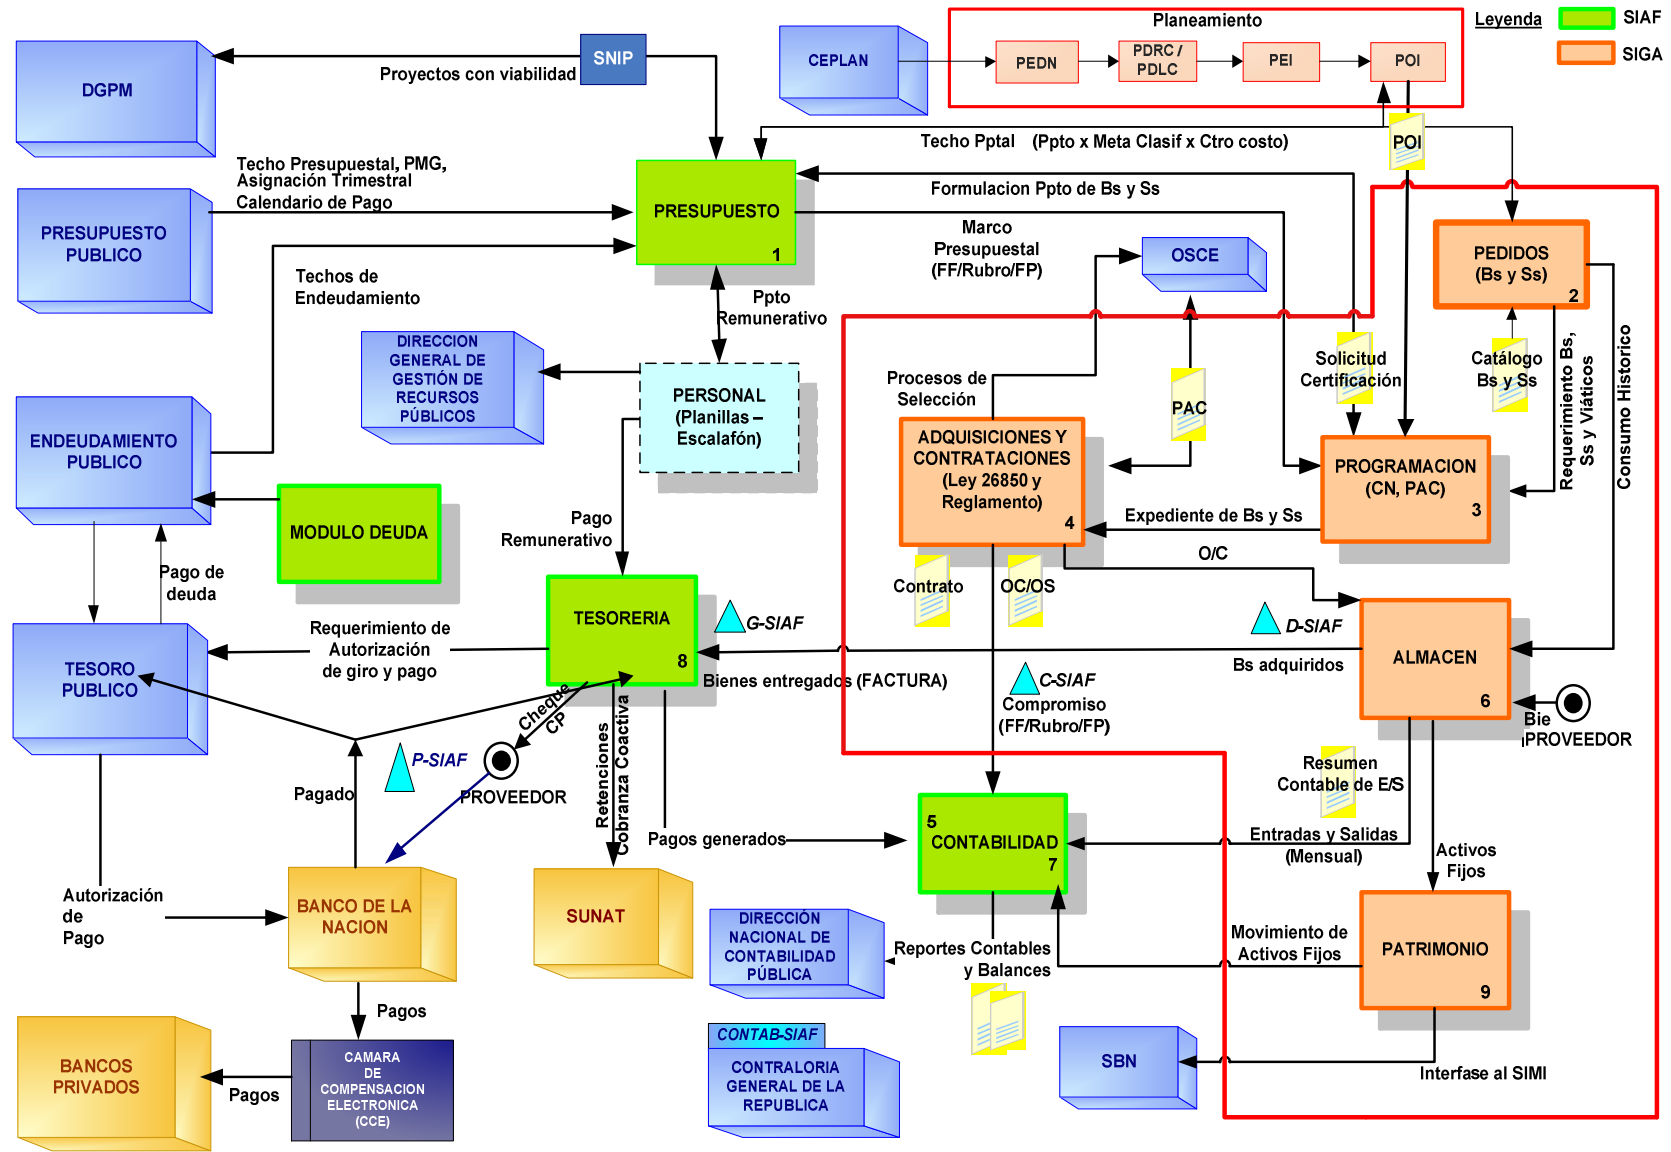 Planeamiento
Leyenda
SIAF
SIGA
CEPLAN
PEDN
PDRC /
PDLC
PEI
POI
SNIP
Proyectos con viabilidad
DGPM
POI
Techo Pptal (Ppto x Meta Clasif x Ctro costo)
Techo Presupuestal, PMG,
Asignación Trimestral
Calendario de Pago
Formulacion Ppto de Bs y Ss
PRESUPUESTO
1
PRESUPUESTO
PUBLICO
Marco
Presupuestal
(FF/Rubro/FP)
OSCE
PEDIDOS
(Bs y Ss)
2
Techos de
Endeudamiento
Ppto
Remunerativo
DIRECCION
GENERAL DE
GESTIÓN DE
RECURSOS
PÚBLICOS
PERSONAL
(Planillas –
Escalafón)
Procesos de
Selección
PAC
Solicitud
Certificación
Catálogo
Bs y Ss
Requerimiento Bs,
Ss y Viáticos
Consumo Historico
ENDEUDAMIENTO
PUBLICO
ADQUISICIONES Y
CONTRATACIONES
(Ley 26850 y
Reglamento)
4
PROGRAMACION
(CN, PAC)
3
MODULO DEUDA
Pago
Remunerativo
Expediente de Bs y Ss
O/C
Pago de
deuda
Contrato
OC/OS
TESORERIA
8
G-SIAF
D-SIAF
Requerimiento de
Autorización
de giro y pago
TESORO
PUBLICO
ALMACEN
6
Bs adquiridos
Bienes entregados (FACTURA)
C-SIAF
Compromiso
(FF/Rubro/FP)
Bie
PROVEEDOR
Cheque
CP
Retenciones
Cobranza Coactiva
P-SIAF
PROVEEDOR
Pagado
Resumen
Contable de E/S
5
CONTABILIDAD
7
Pagos generados
Entradas y Salidas
(Mensual)
Activos
Fijos
Autorización
de
Pago
BANCO DE LA
NACION
SUNAT
DIRECCIÓN
NACIONAL DE
CONTABILIDAD
PÚBLICA
Reportes Contables
y Balances
Movimiento de
Activos Fijos
PATRIMONIO
9
Pagos
CONTAB-SIAF
CONTRALORIA
GENERAL DE LA
REPUBLICA
SBN
Interfase al SIMI
BANCOS
PRIVADOS
Pagos
CAMARA
DE
COMPENSACION
ELECTRONICA
(CCE)